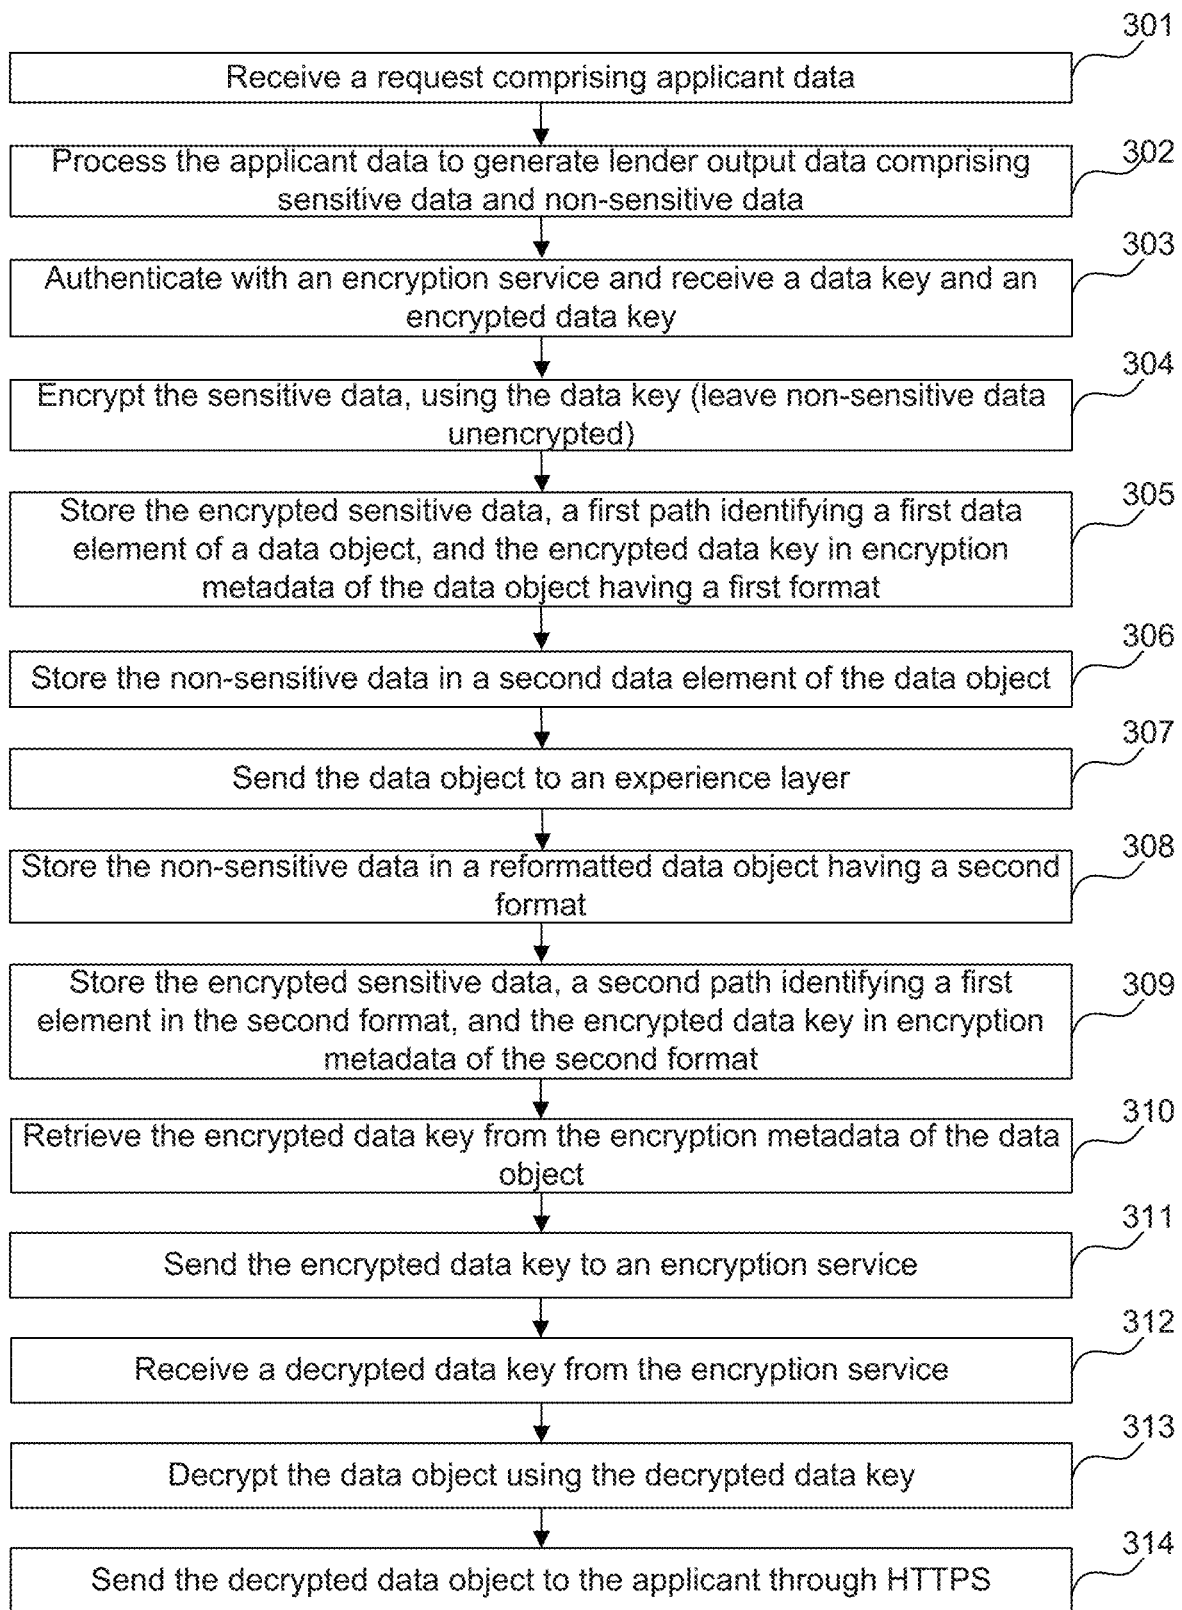 301
Receive a request comprising applicant data
302
Process the applicant data to generate lender output data comprising
sensitive data and non-sensitive data
303
Authenticate with an encryption service and receive a data key and an
encrypted data key
304
Encrypt the sensitive data, using the data key (leave non-sensitive data
unencrypted)
305
Store the encrypted sensitive data, a first path identifying a first data
element of a data object, and the encrypted data key in encryption
metadata of the data object having a first format
306
Store the non-sensitive data in a second data element of the data object
307
Send the data object to an experience layer
308
Store the non-sensitive data in a reformatted data object having a second
format
309
Store the encrypted sensitive data, a second path identifying a first
element in the second format, and the encrypted data key in encryption
metadata of the second format
310
Retrieve the encrypted data key from the encryption metadata of the data
object
311
Send the encrypted data key to an encryption service
312
Receive a decrypted data key from the encryption service
313
Decrypt the data object using the decrypted data key
314
Send the decrypted data object to the applicant through HTTPS